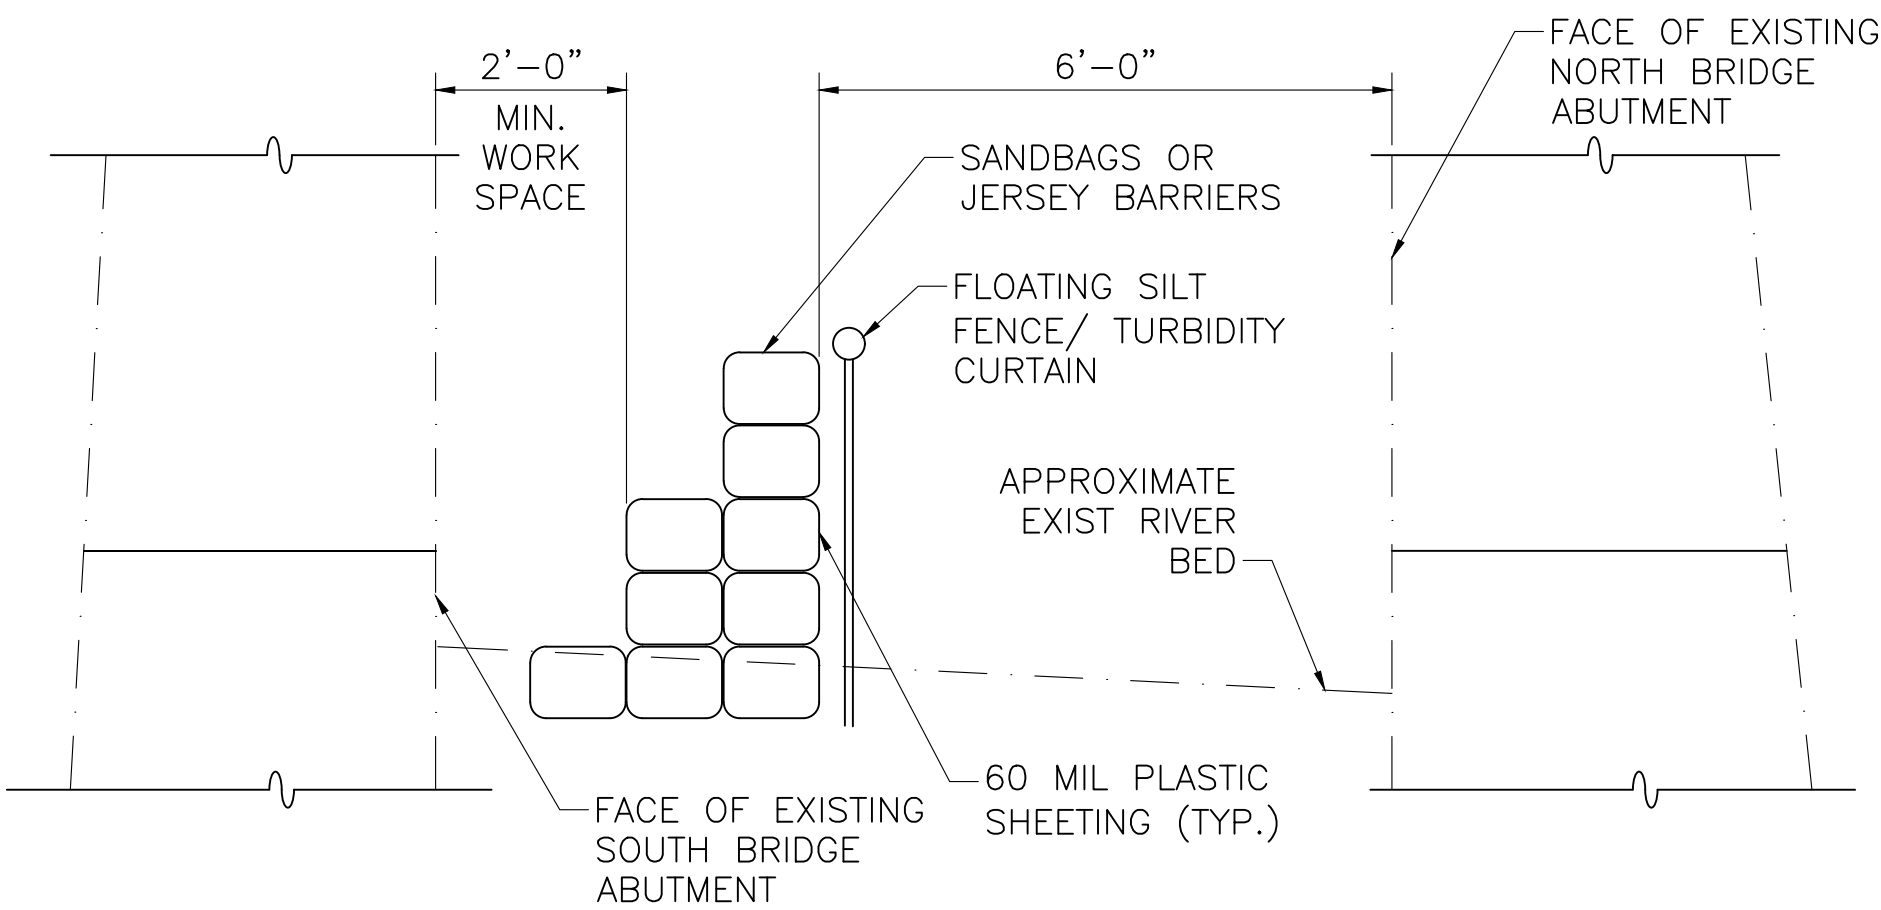 2'-0"
MIN.
WORK
SPACE
6'-0"
FACE OF EXISTING
NORTH BRIDGE
ABUTMENT
SANDBAGS OR
JERSEY BARRIERS
FLOATING SILT
FENCE/ TURBIDITY
CURTAIN
APPROXIMATE
EXIST RIVER
BED
60 MIL PLASTIC
SHEETING (TYP.)
FACE OF EXISTING
SOUTH BRIDGE
ABUTMENT